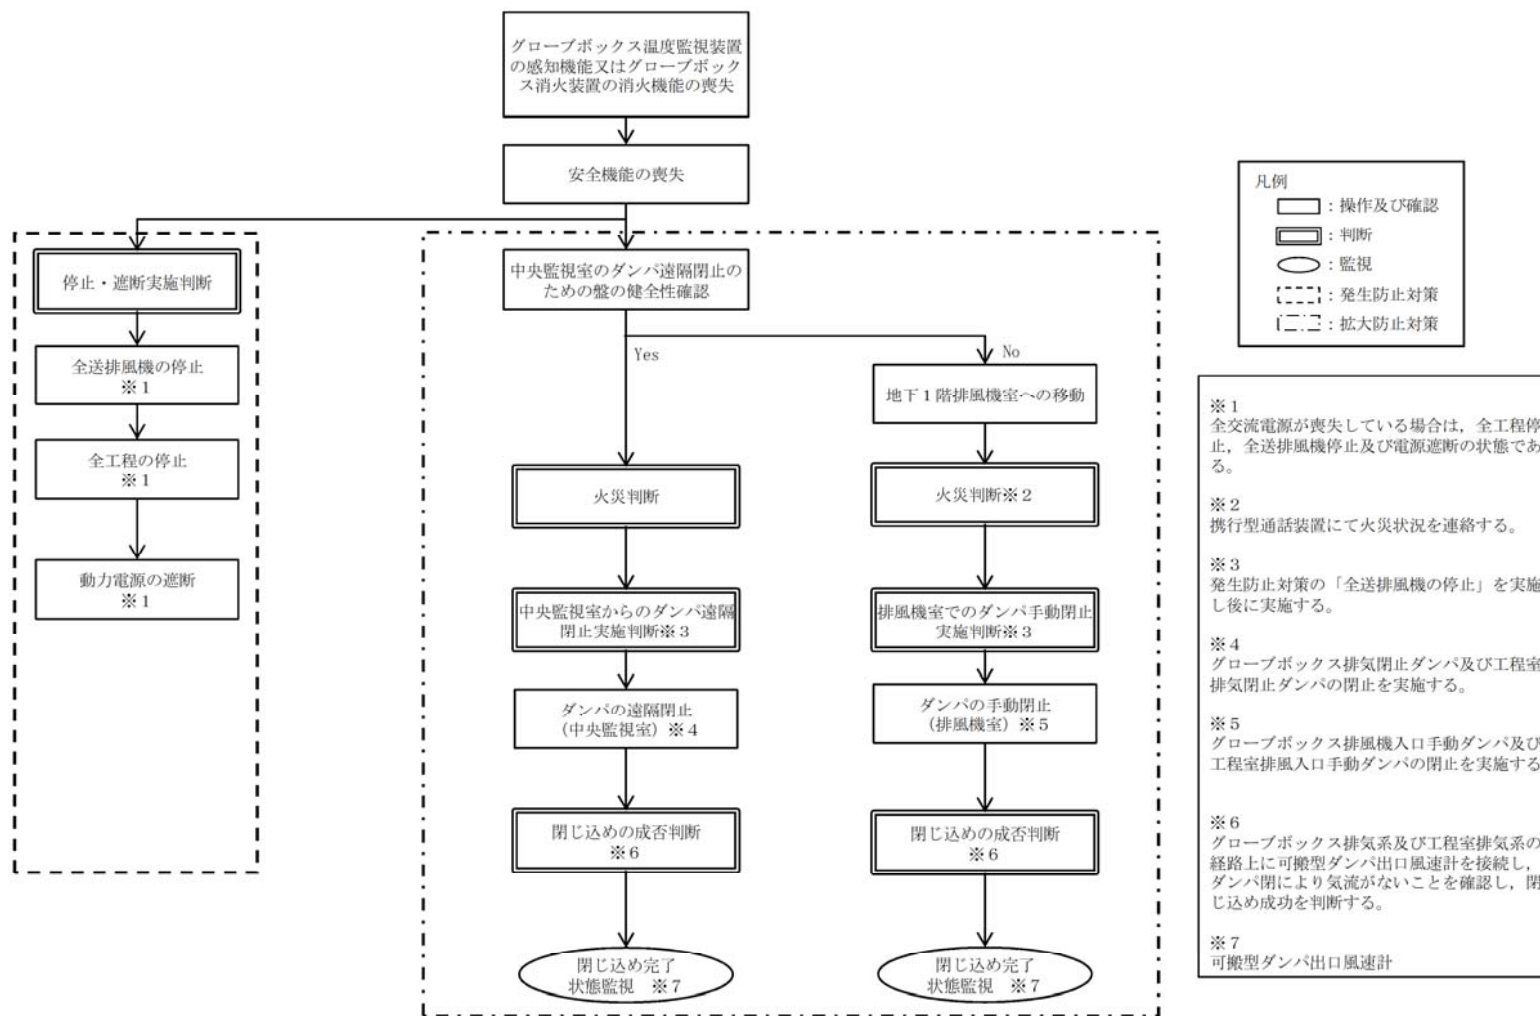 グローブボックス温度監視装置
の感知機能又はグローブボック
ス消火装置の消火機能の喪失
安全機能の喪失
停止・遮断実施判断
全送排風機の停止
※１
全工程の停止
※１
動力電源の遮断
※１
中央監視室のダンパ遠隔閉止の
ための盤の健全性確認
Yes
No
火災判断
中央監視室からのダンパ遠隔
閉止実施判断※３
ダンパの遠隔閉止
（中央監視室）※４
閉じ込めの成否判断
※６
閉じ込め完了
状態監視　※７
地下１階排風機室への移動
火災判断※２
排風機室でのダンパ手動閉止
実施判断※３
ダンパの手動閉止
（排風機室）※５
閉じ込めの成否判断
※６
閉じ込め完了
状態監視　※７
凡例
：操作及び確認
：判断
：監視
：発生防止対策
：拡大防止対策
※１
全交流電源が喪失している場合は，全工程停
止，全送排風機停止及び電源遮断の状態であ
る。
※２
携行型通話装置にて火災状況を連絡する。
※３
発生防止対策の「全送排風機の停止」を実施
し後に実施する。
※４
グローブボックス排気閉止ダンパ及び工程室
排気閉止ダンパの閉止を実施する。
※５
グローブボックス排風機入口手動ダンパ及び
工程室排風入口手動ダンパの閉止を実施する
※６
グローブボックス排気系及び工程室排気系の
経路上に可搬型ダンパ出口風速計を接続し，
ダンパ閉により気流がないことを確認し，閉
じ込め成功を判断する。
※７
可搬型ダンパ出口風速計